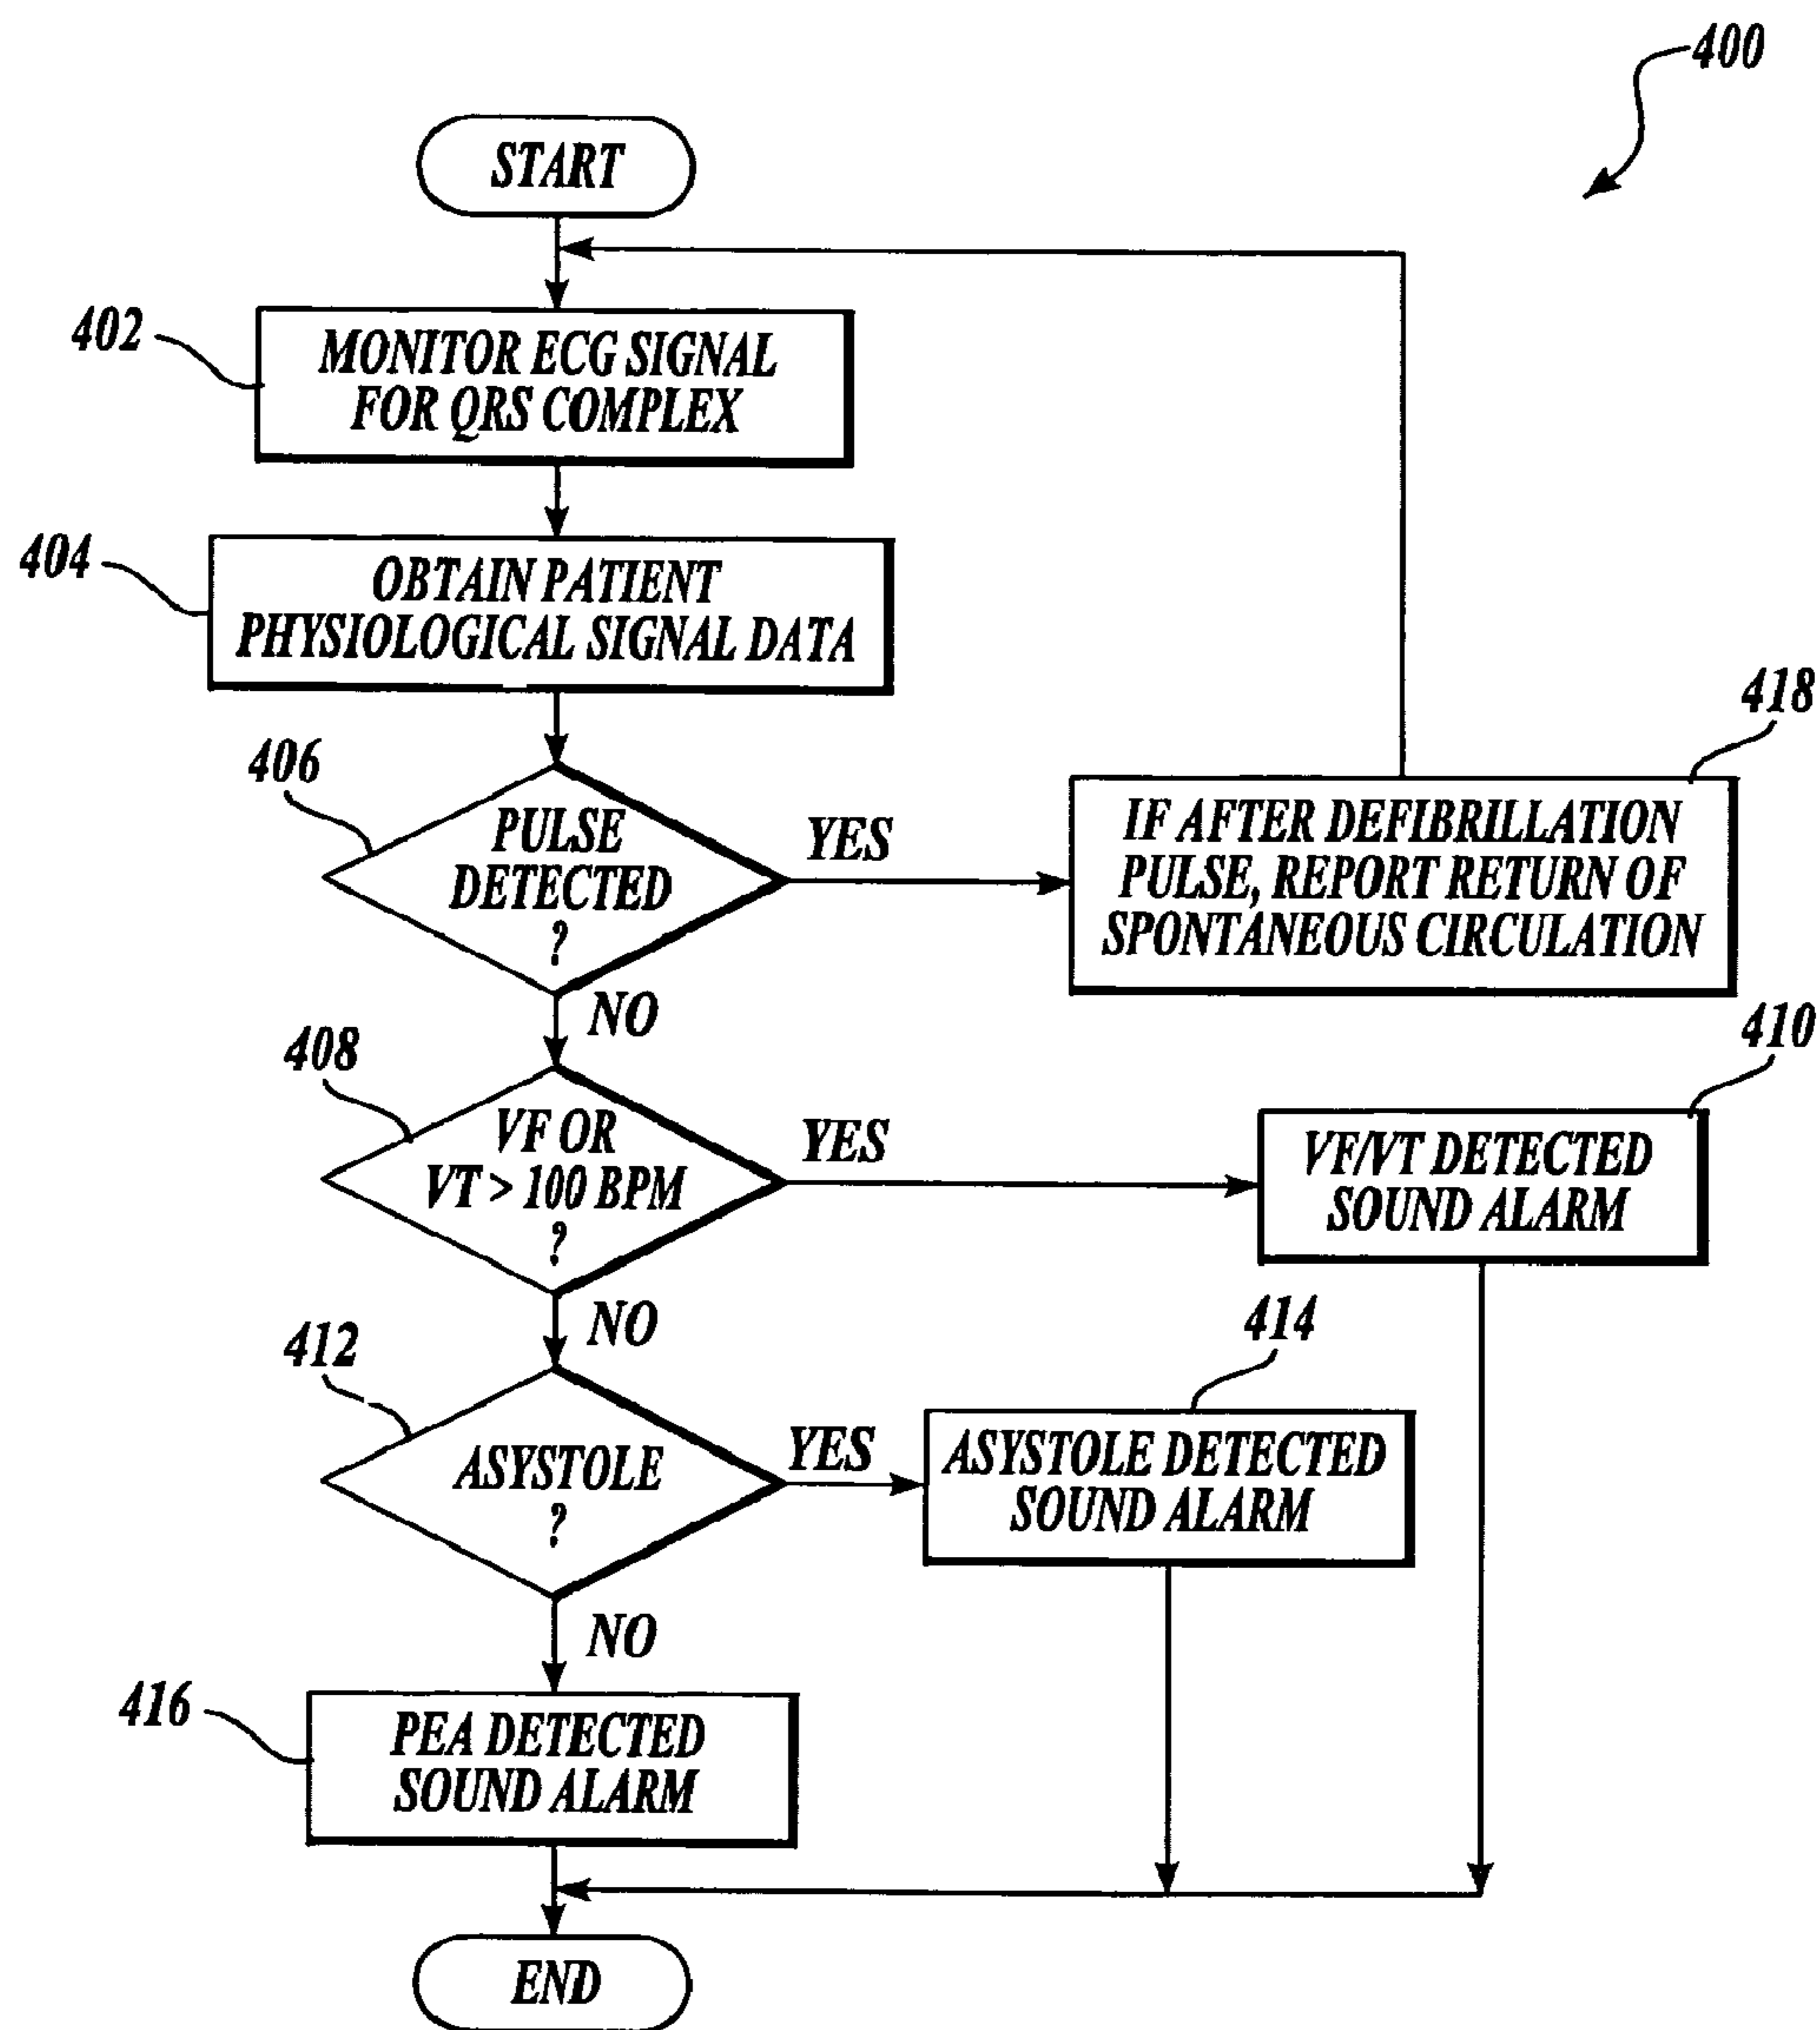 400
START
402
MONITOR ECG SIGNAL
FOR QRS COMPLEX
404
OBTAIN PATIENT
PHYSIOLOGICAL SIGNAL DATA
406
PULSE
DETECTED
?
YES
418
IF AFTER DEFIBRILLATION
PULSE, REPORT RETURN OF
SPONTANEOUS CIRCULATION
NO
408
VF OR
VT > 100 BPM
?
YES
410
VF/VT DETECTED
SOUND ALARM
NO
412
ASYSTOLE
?
YES
414
ASYSTOLE DETECTED
SOUND ALARM
NO
416
PEA DETECTED
SOUND ALARM
END